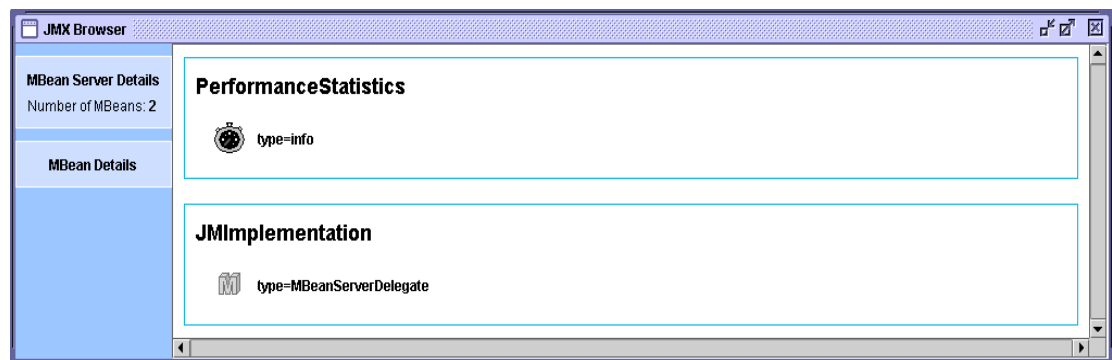 JMX Browser
MBean Server Details
Number of MBeans: 2
MBean Details
PerformanceStatistics
type=info
JMImplementation
type=MBeanServerDelegate